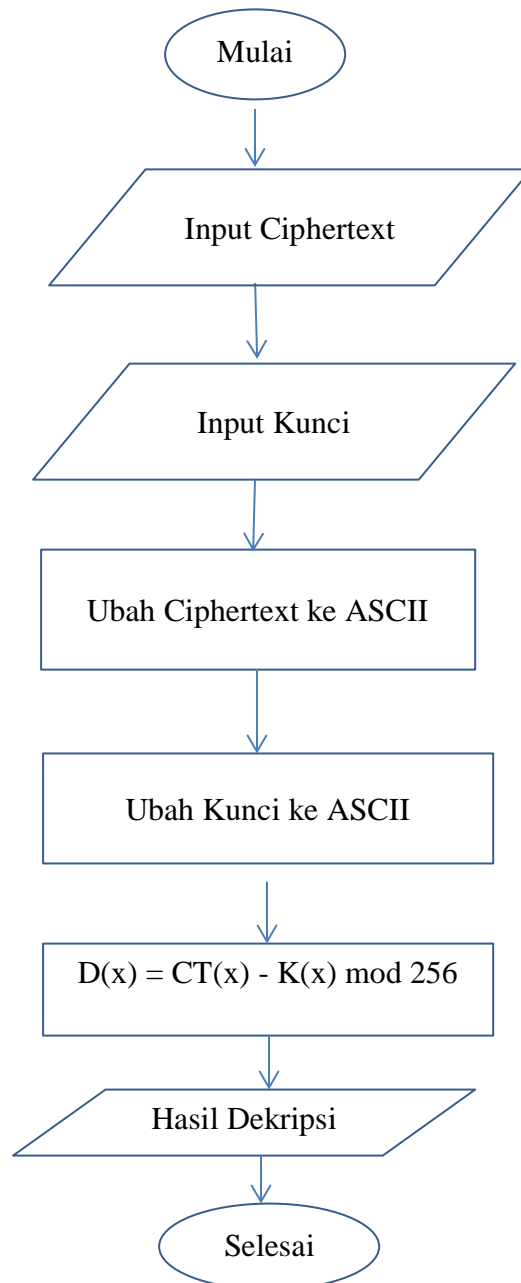 Mulai
Input Ciphertext
Input Kunci
Ubah Ciphertext ke ASCII
Ubah Kunci ke ASCII
D(x) = CT(x) - K(x) mod 256
Hasil Dekripsi
Selesai